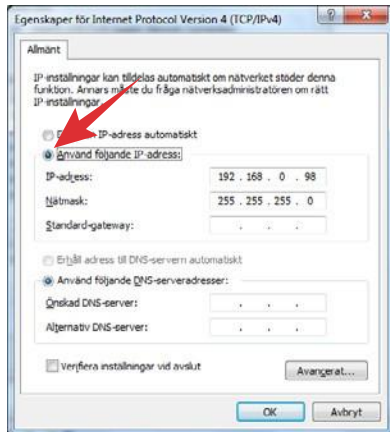 Egenskaper för Internet Protocol Version 4 (TCP/IPv4)
Allmänt
IP-inställningar kan tilldelas automatiskt om nätverket stöder denna
funktion. Annars måste du fråga nätverksadministratören om rätt
IP-inställningar.
IP-adress automatiskt
Använd följande IP-adress:
IP-adress: 192 . 168 . 0 . 98
Nätmask: 255 . 255 . 255 . 0
Standard-gateway: . . .
Erhåll adress till DNS-servern automatiskt
Använd följande DNS-serveradresser:
Önskad DNS-server: . . .
Alternativ DNS-server: . . .
Verifiera inställningar vid avslut
Avancerat...
OK
Avbryt